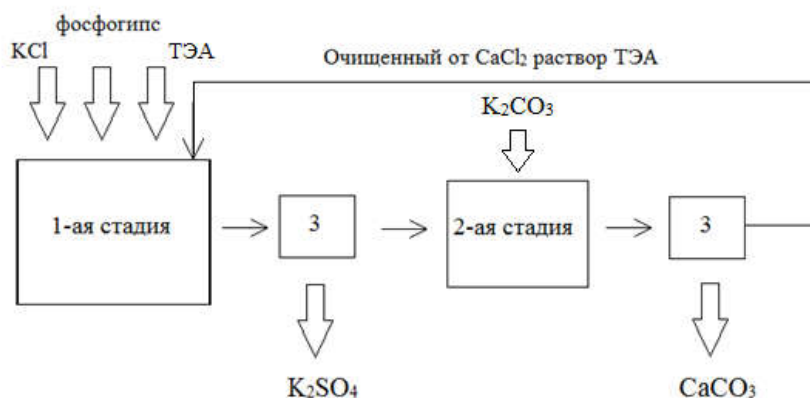 фосфогипс
KCl
ТЭА
Очищенный от CaCl₂ раствор ТЭА
K₂CO₃
1-ая стадия
3
2-ая стадия
3
K₂SO₄
CaCO₃